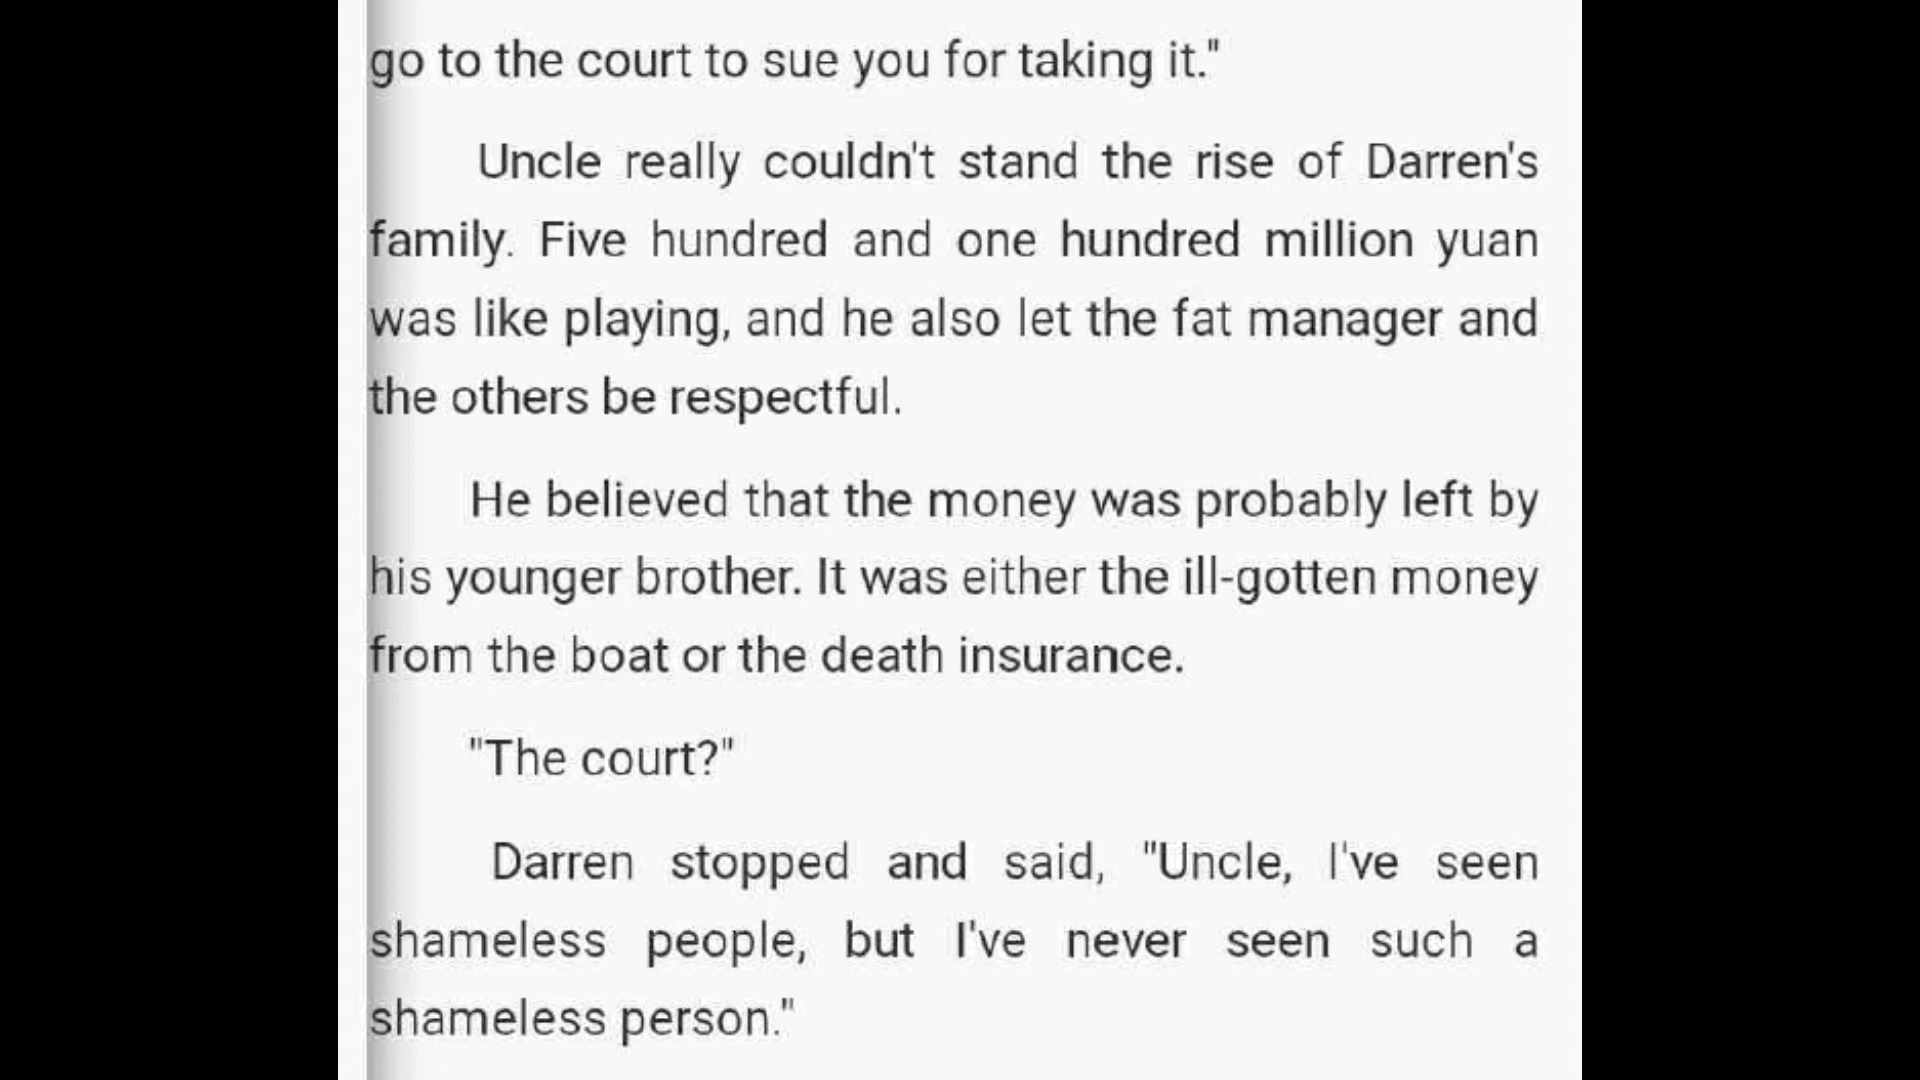 go to the court to sue you for taking it."
Uncle really couldn't stand the rise of Darren's
family. Five hundred and one hundred million yuan
was like playing, and he also let the fat manager and
the others be respectful.
He believed that the money was probably left by
his younger brother. It was either the ill-gotten money
from the boat or the death insurance.
"The court?"
Darren stopped and said, "Uncle, I've seen
shameless people, but I've never seen such a
shameless person."